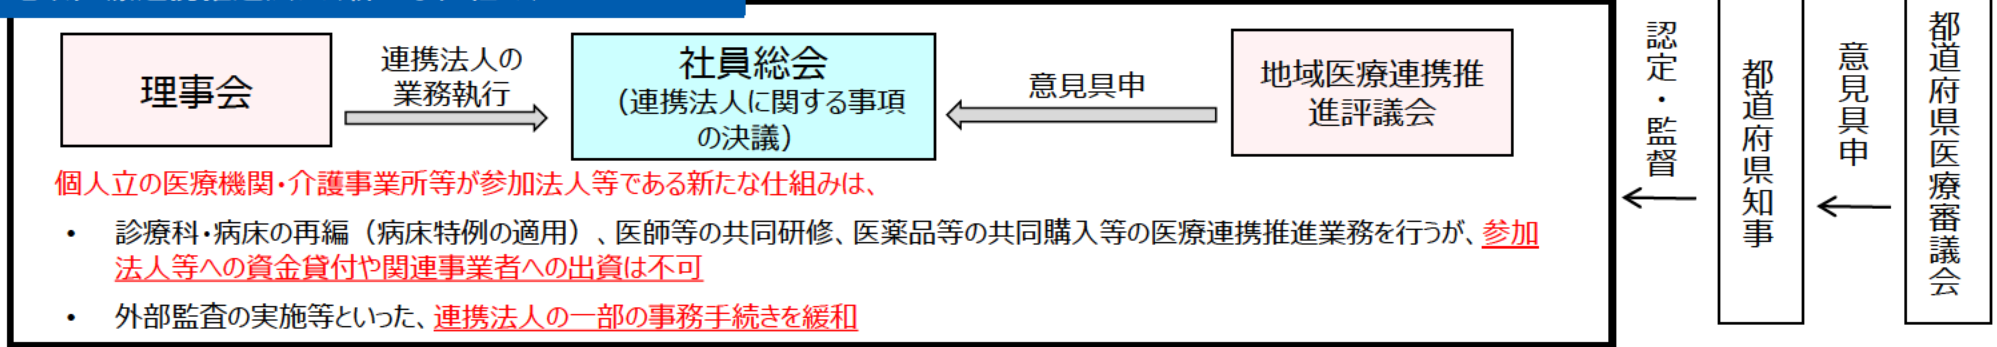 理事会
連携法人の
業務執行
社員総会
（連携法人に関する事項
の決議）
意見具申
地域医療連携推
進評議会
認定・監督
都道府県知事
意見具申
都道府県医療審議会
個人立の医療機関・介護事業所等が参加法人等である新たな仕組みは、
• 診療科・病床の再編（病床特例の適用）、医師等の共同研修、医薬品等の共同購入等の医療連携推進業務を行うが、参加
法人等への資金貸付や関連事業者への出資は不可
• 外部監査の実施等といった、連携法人の一部の事務手続きを緩和